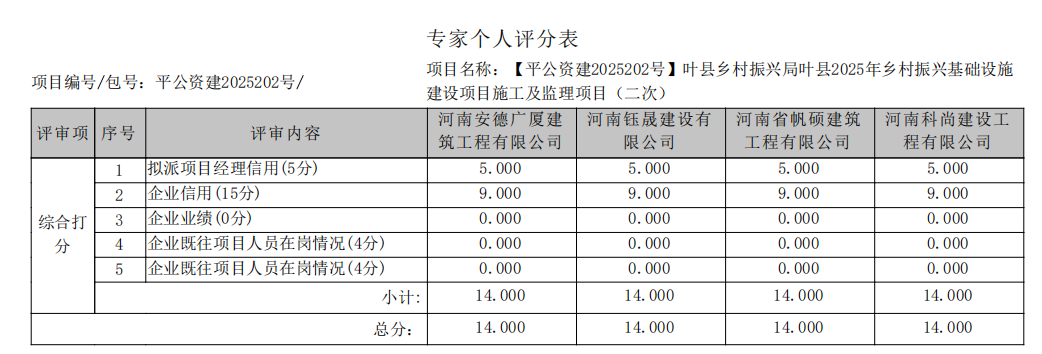 专家个人评分表
项目编号/包号：平公资建2025202号/
项目名称：【平公资建2025202号】叶县乡村振兴局叶县2025年乡村振兴基础设施
建设项目施工及监理项目（二次）
评审项 序号 评审内容 河南安德广厦建筑工程有限公司 河南钰晟建设有限公司 河南省帆硕建筑工程有限公司 河南科尚建设工程有限公司
综合打分
1 拟派项目经理信用(5分) 5.000 5.000 5.000 5.000
2 企业信用(15分) 9.000 9.000 9.000 9.000
3 企业业绩(0分) 0.000 0.000 0.000 0.000
4 企业既往项目人员在岗情况(4分) 0.000 0.000 0.000 0.000
5 企业既往项目人员在岗情况(4分) 0.000 0.000 0.000 0.000
小计: 14.000 14.000 14.000 14.000
总分: 14.000 14.000 14.000 14.000